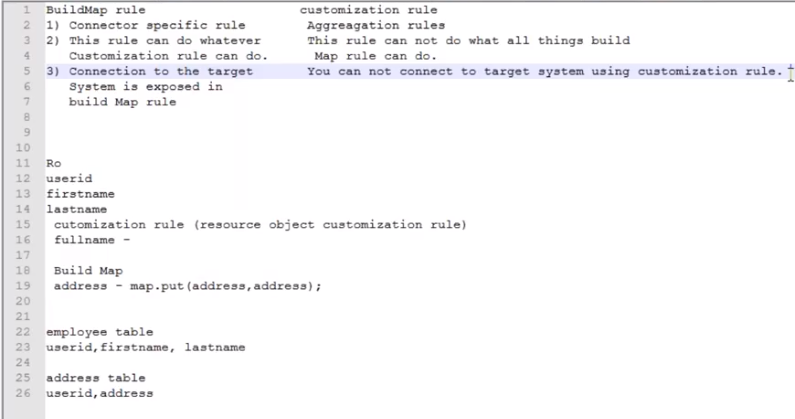 1 BuildMap rule customization rule
2 1) Connector specific rule Aggreagation rules
3 2) This rule can do whatever This rule can not do what all things build
4 Customization rule can do. Map rule can do.
5 3) Connection to the target You can not connect to target system using customization rule.
6 System is exposed in
7 build Map rule
8
9
10
11 Ro
12 userid
13 firstname
14 lastname
15 cutomization rule (resource object customization rule)
16 fullname -
17
18 Build Map
19 address - map.put(address,address);
20
21
22 employee table
23 userid,firstname, lastname
24
25 address table
26 userid,address